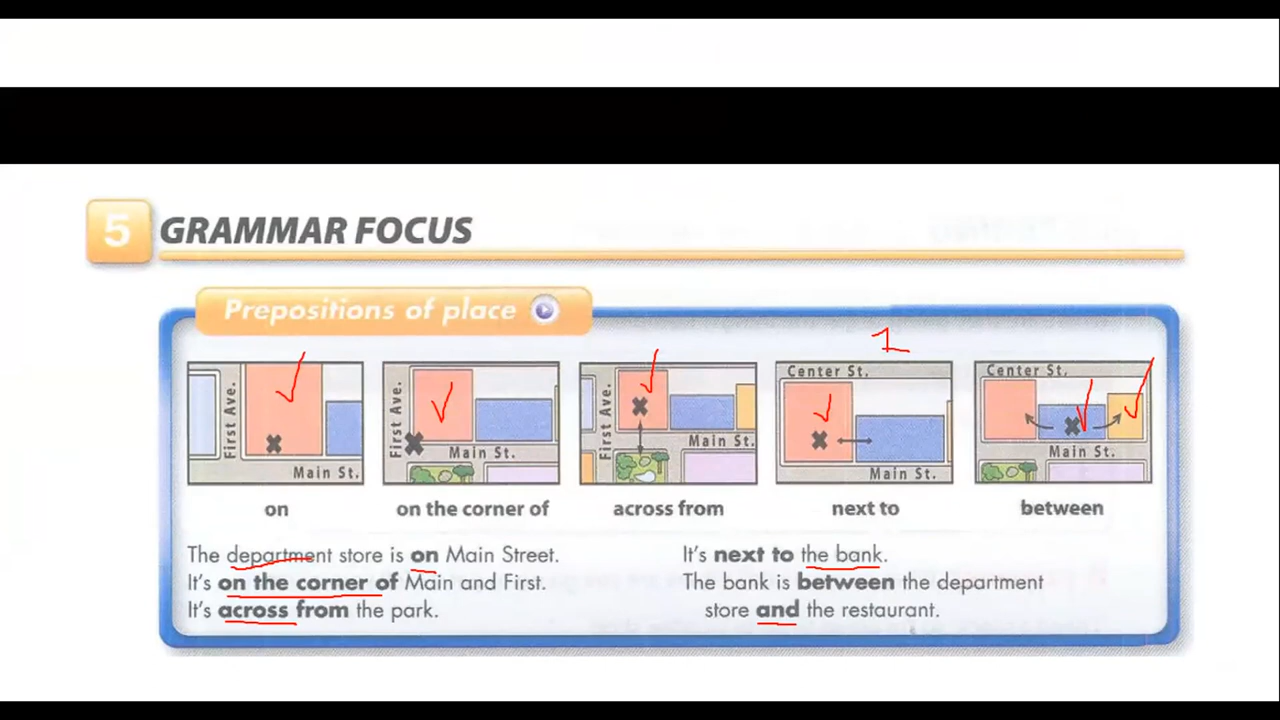 5 GRAMMAR FOCUS
Prepositions of place
1
First Ave.
Main St.
on
First Ave.
Main St.
on the corner of
First Ave.
Main St.
across from
Center St.
Main St.
next to
Center St.
Main St.
between
The department store is on Main Street.
It's on the corner of Main and First.
It's across from the park.
It's next to the bank.
The bank is between the department
store and the restaurant.